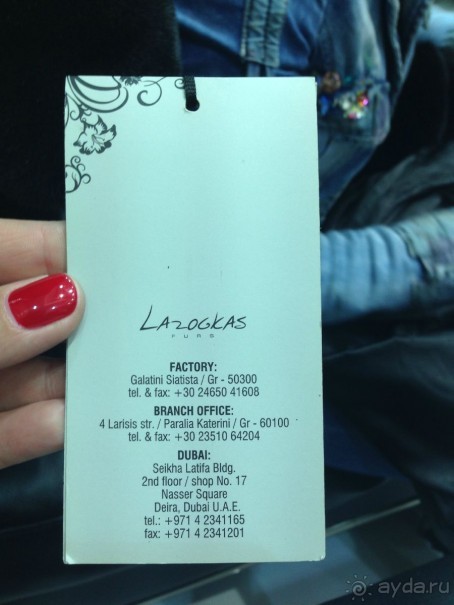 LAZOGKAS
FURS
FACTORY:
Galatini Siatista / Gr - 50300
tel. & fax: +30 24650 41608
BRANCH OFFICE:
4 Larisis str. / Paralia Katerini / Gr - 60100
tel. & fax: +30 23510 64204
DUBAI:
Seikha Latifa Bldg.
2nd floor / shop No. 17
Nasser Square
Deira, Dubai U.A.E.
tel.: +971 4 2341165
fax: +971 4 2341201
ayda.ru